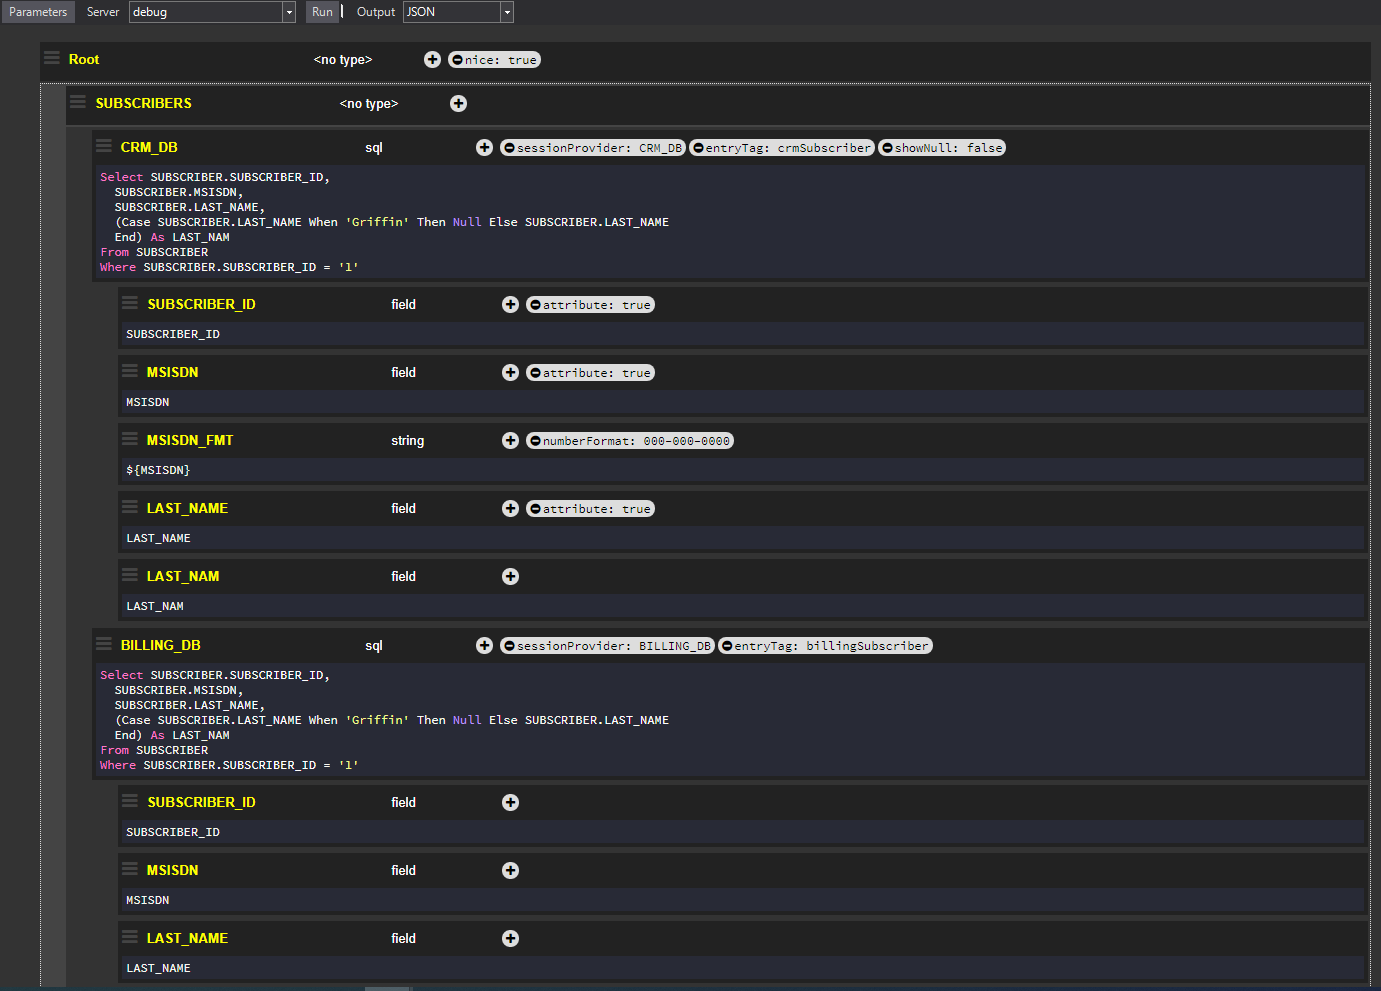 Parameters Server debug Run Output JSON
Root <no type> nice: true
SUBSCRIBERS <no type>
CRM_DB sql sessionProvider: CRM_DB entryTag: crmSubscriber showNull: false
Select SUBSCRIBER.SUBSCRIBER_ID,
SUBSCRIBER.MSISDN,
SUBSCRIBER.LAST_NAME,
(Case SUBSCRIBER.LAST_NAME When 'Griffin' Then Null Else SUBSCRIBER.LAST_NAME
End) As LAST_NAM
From SUBSCRIBER
Where SUBSCRIBER.SUBSCRIBER_ID = '1'
SUBSCRIBER_ID field attribute: true
SUBSCRIBER_ID
MSISDN field attribute: true
MSISDN
MSISDN_FMT string numberFormat: 000-000-0000
${MSISDN}
LAST_NAME field attribute: true
LAST_NAME
LAST_NAM field
LAST_NAM
BILLING_DB sql sessionProvider: BILLING_DB entryTag: billingSubscriber
Select SUBSCRIBER.SUBSCRIBER_ID,
SUBSCRIBER.MSISDN,
SUBSCRIBER.LAST_NAME,
(Case SUBSCRIBER.LAST_NAME When 'Griffin' Then Null Else SUBSCRIBER.LAST_NAME
End) As LAST_NAM
From SUBSCRIBER
Where SUBSCRIBER.SUBSCRIBER_ID = '1'
SUBSCRIBER_ID field
SUBSCRIBER_ID
MSISDN field
MSISDN
LAST_NAME field
LAST_NAME